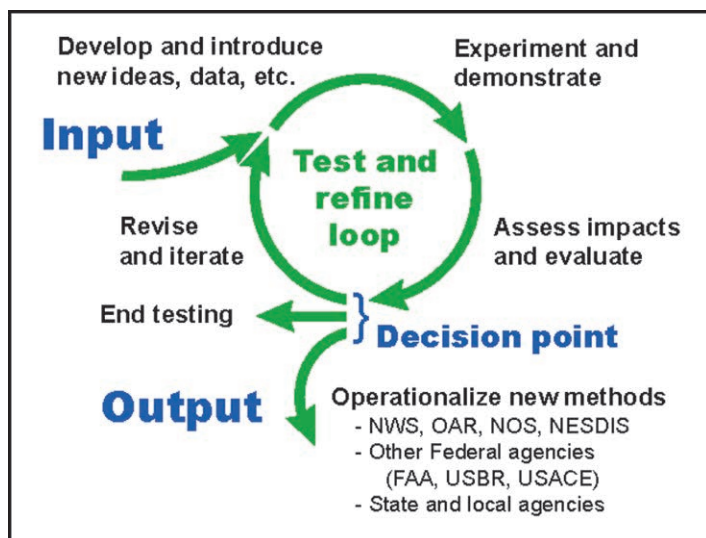 Develop and introduce
new ideas, data, etc.
Experiment and
demonstrate
Input
Test and
refine
loop
Revise
and iterate
Assess impacts
and evaluate
End testing
Decision point
Output
Operationalize new methods
- NWS, OAR, NOS, NESDIS
- Other Federal agencies
(FAA, USBR, USACE)
- State and local agencies